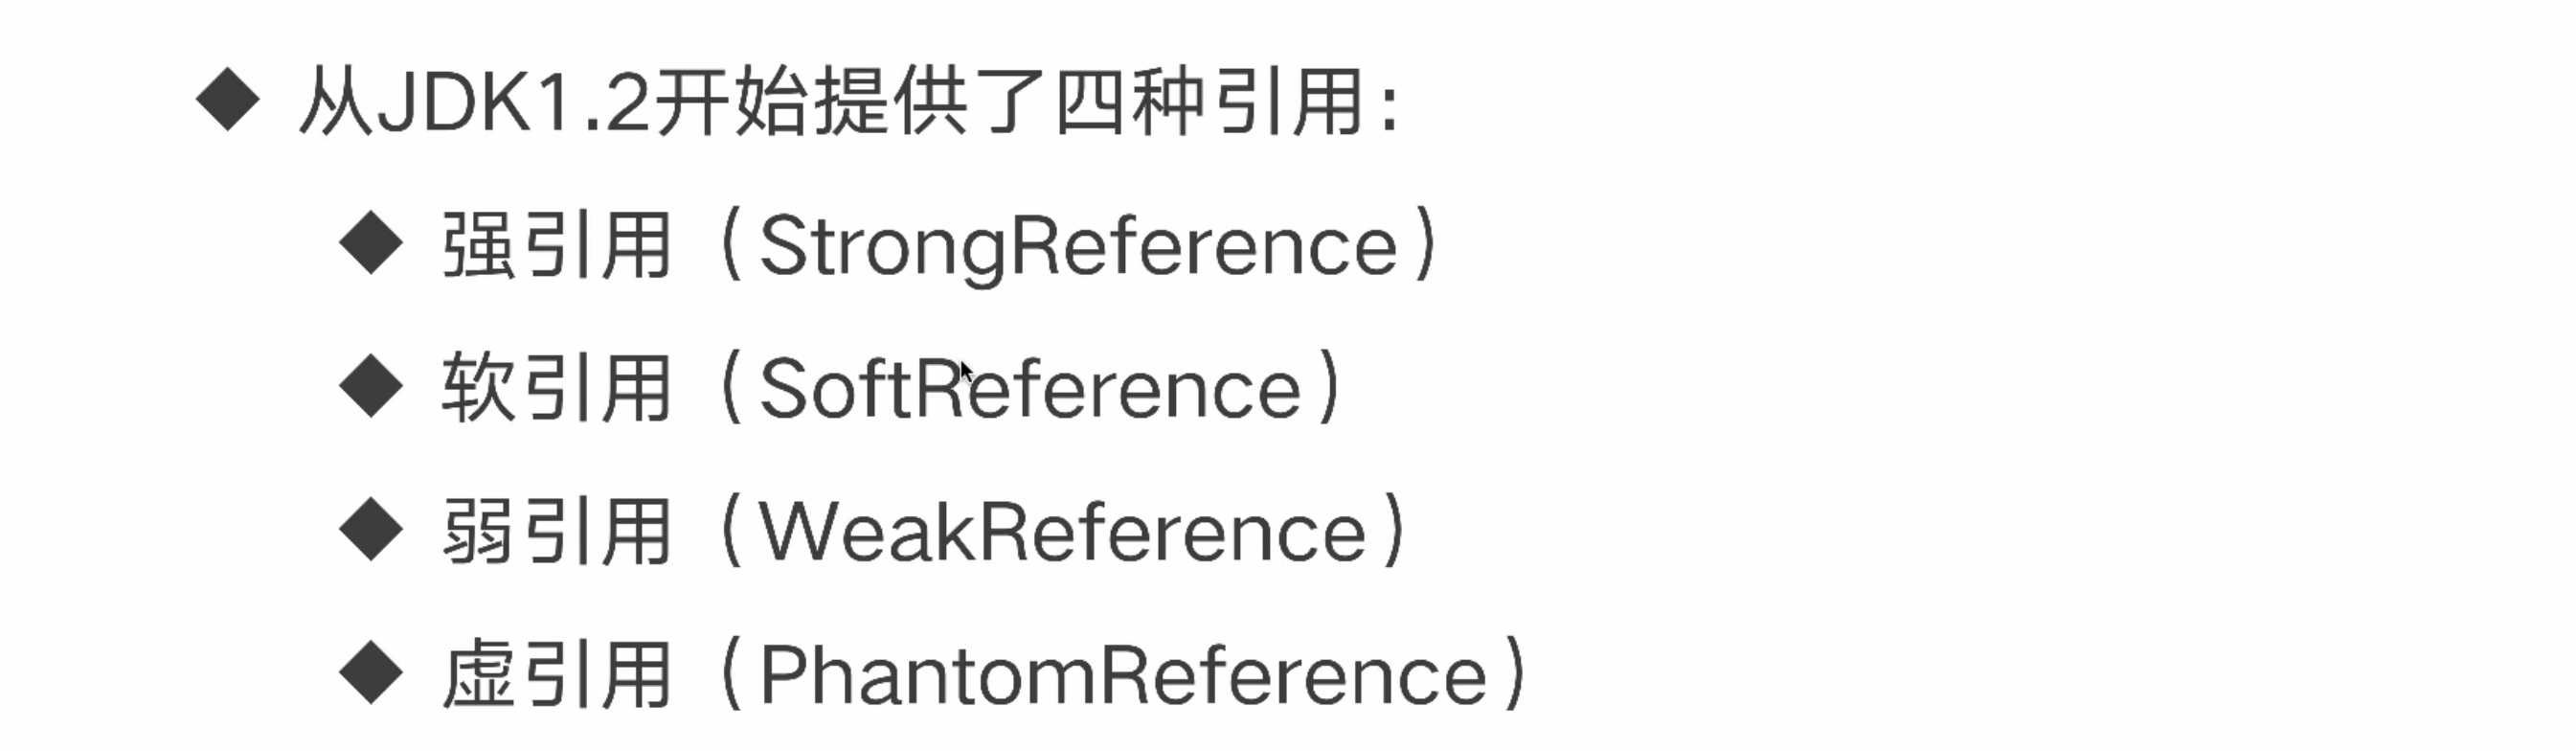 ◆ 从JDK1.2开始提供了四种引用：
◆ 强引用（StrongReference）
◆ 软引用（SoftReference）
◆ 弱引用（WeakReference）
◆ 虚引用（PhantomReference）